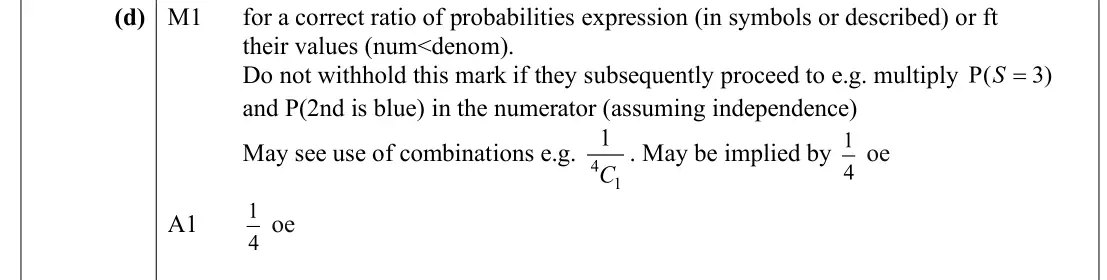 (d) M1 for a correct ratio of probabilities expression (in symbols or described) or ft
their values (num<denom).
Do not withhold this mark if they subsequently proceed to e.g. multiply P(S = 3)
and P(2nd is blue) in the numerator (assuming independence)
May see use of combinations e.g. 1/⁴C₁ . May be implied by 1/4 oe
A1 1/4 oe